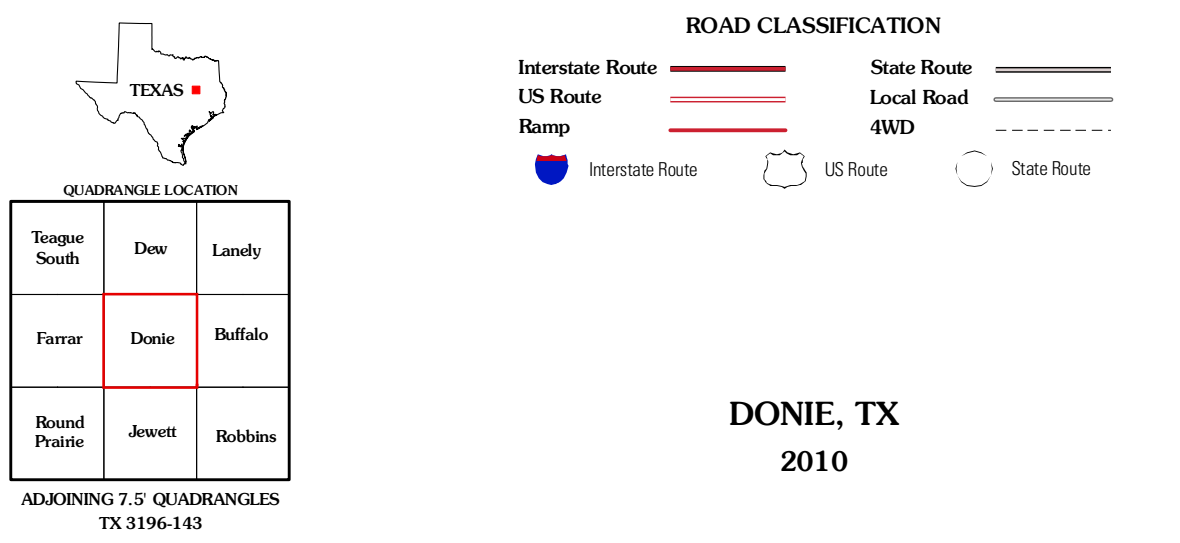 TEXAS
QUADRANGLE LOCATION
Teague
South
Dew
Lanely
Farrar
Donie
Buffalo
Round
Prairie
Jewett
Robbins
ADJOINING 7.5' QUADRANGLES
TX 3196-143
ROAD CLASSIFICATION
Interstate Route
State Route
US Route
Local Road
Ramp
4WD
Interstate Route
US Route
State Route
DONIE, TX
2010